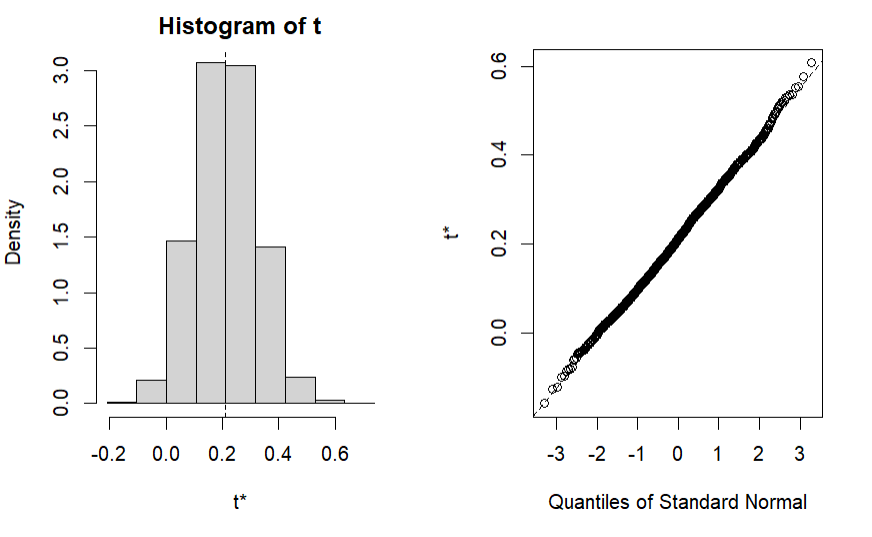 Histogram of t
Density
0.0 0.5 1.0 1.5 2.0 2.5 3.0
-0.2 0.0 0.2 0.4 0.6
t*
t*
0.0 0.2 0.4 0.6
-3 -2 -1 0 1 2 3
Quantiles of Standard Normal